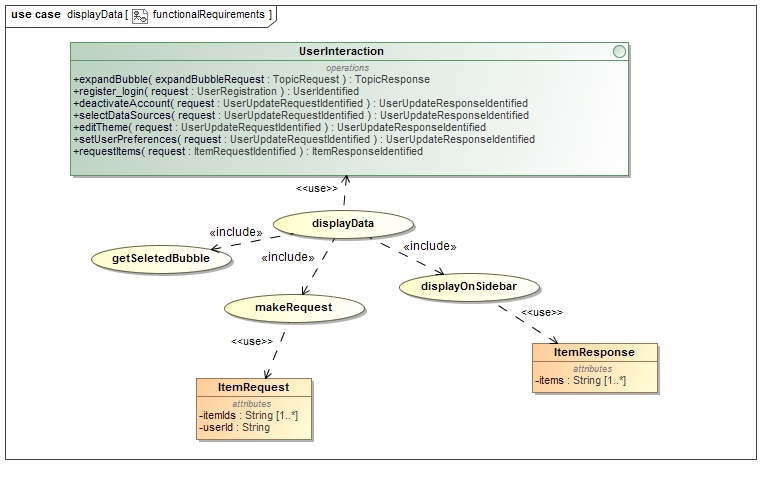 use case displayData [ functionalRequirements ]
UserInteraction
operations
+expandBubble( expandBubbleRequest : TopicRequest ) : TopicResponse
+register_login( request : UserRegistration ) : UserIdentified
+deactivateAccount( request : UserUpdateRequestIdentified ) : UserUpdateResponseIdentified
+selectDataSources( request : UserUpdateRequestIdentified ) : UserUpdateResponseIdentified
+editTheme( request : UserUpdateRequestIdentified ) : UserUpdateResponseIdentified
+setUserPreferences( request : UserUpdateRequestIdentified ) : UserUpdateResponseIdentified
+requestItems( request : ItemRequestIdentified ) : ItemResponseIdentified
<<use>>
displayData
«include»
«include»
«include»
getSeletedBubble
displayOnSidebar
makeRequest
<<use>>
<<use>>
ItemResponse
attributes
-items : String [1..*]
ItemRequest
attributes
-itemIds : String [1..*]
-userId : String